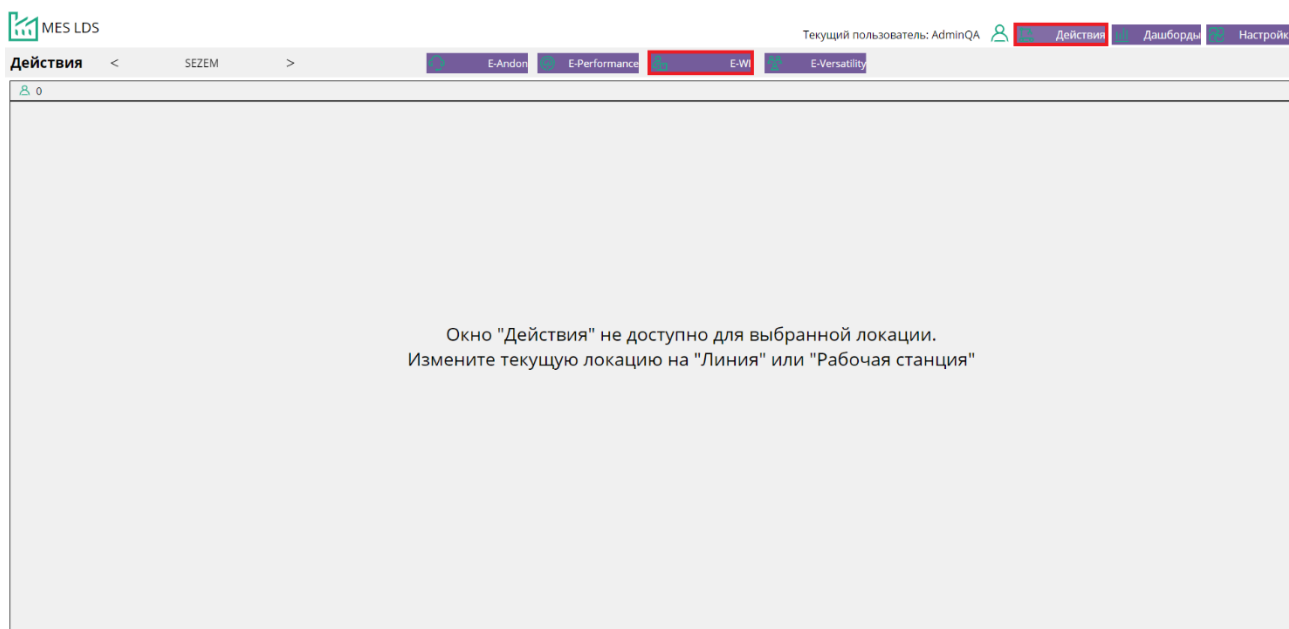 MES LDS
Текущий пользователь: AdminQA Действия Дашборды Настройк
Действия < SEZEM > E-Andon E-Performance E-WI E-Versatility
0
Окно "Действия" не доступно для выбранной локации.
Измените текущую локацию на "Линия" или "Рабочая станция"